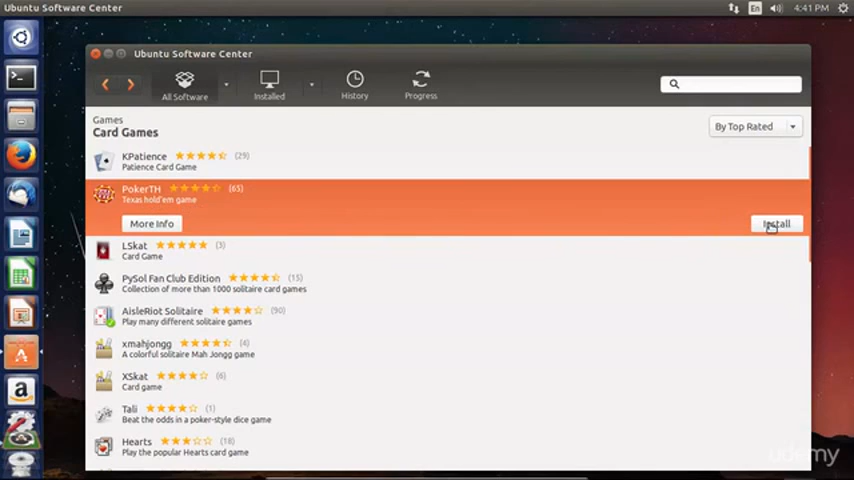 Ubuntu Software Center
En
4:41 PM
Ubuntu Software Center
All Software
Installed
History
Progress
Games
Card Games
By Top Rated
KPatience (29)
Patience Card Game
PokerTH (65)
Texas hold'em game
More Info
Install
LSkat (3)
Card Game
PySol Fan Club Edition (15)
Collection of more than 1000 solitaire card games
AisleRiot Solitaire (90)
Play many different solitaire games
xmahjongg (4)
A colorful solitaire Mah Jongg game
XSkat (6)
Card game
Tali (1)
Beat the odds in a poker-style dice game
Hearts (18)
Play the popular Hearts card game
udemy